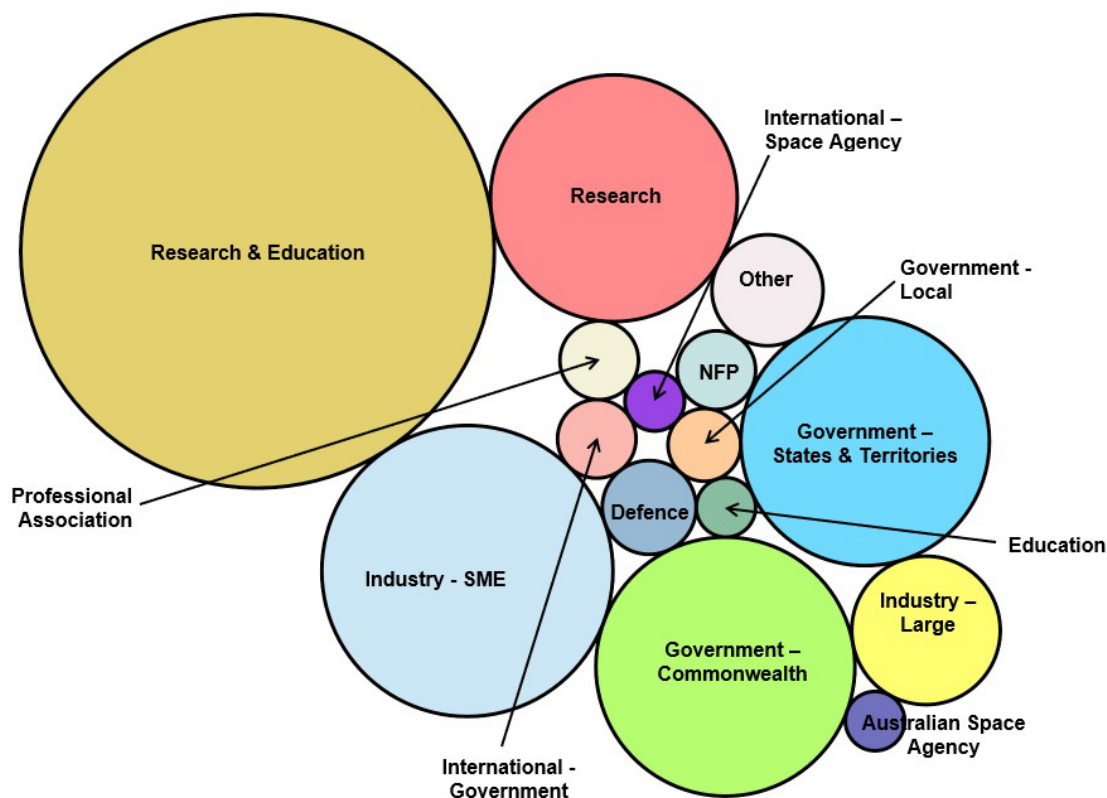 International –
Space Agency
Research
Research & Education
Government -
Local
Other
NFP
Government –
States & Territories
Professional
Association
Defence
Education
Industry - SME
Industry –
Large
Government –
Commonwealth
Australian Space
Agency
International -
Government